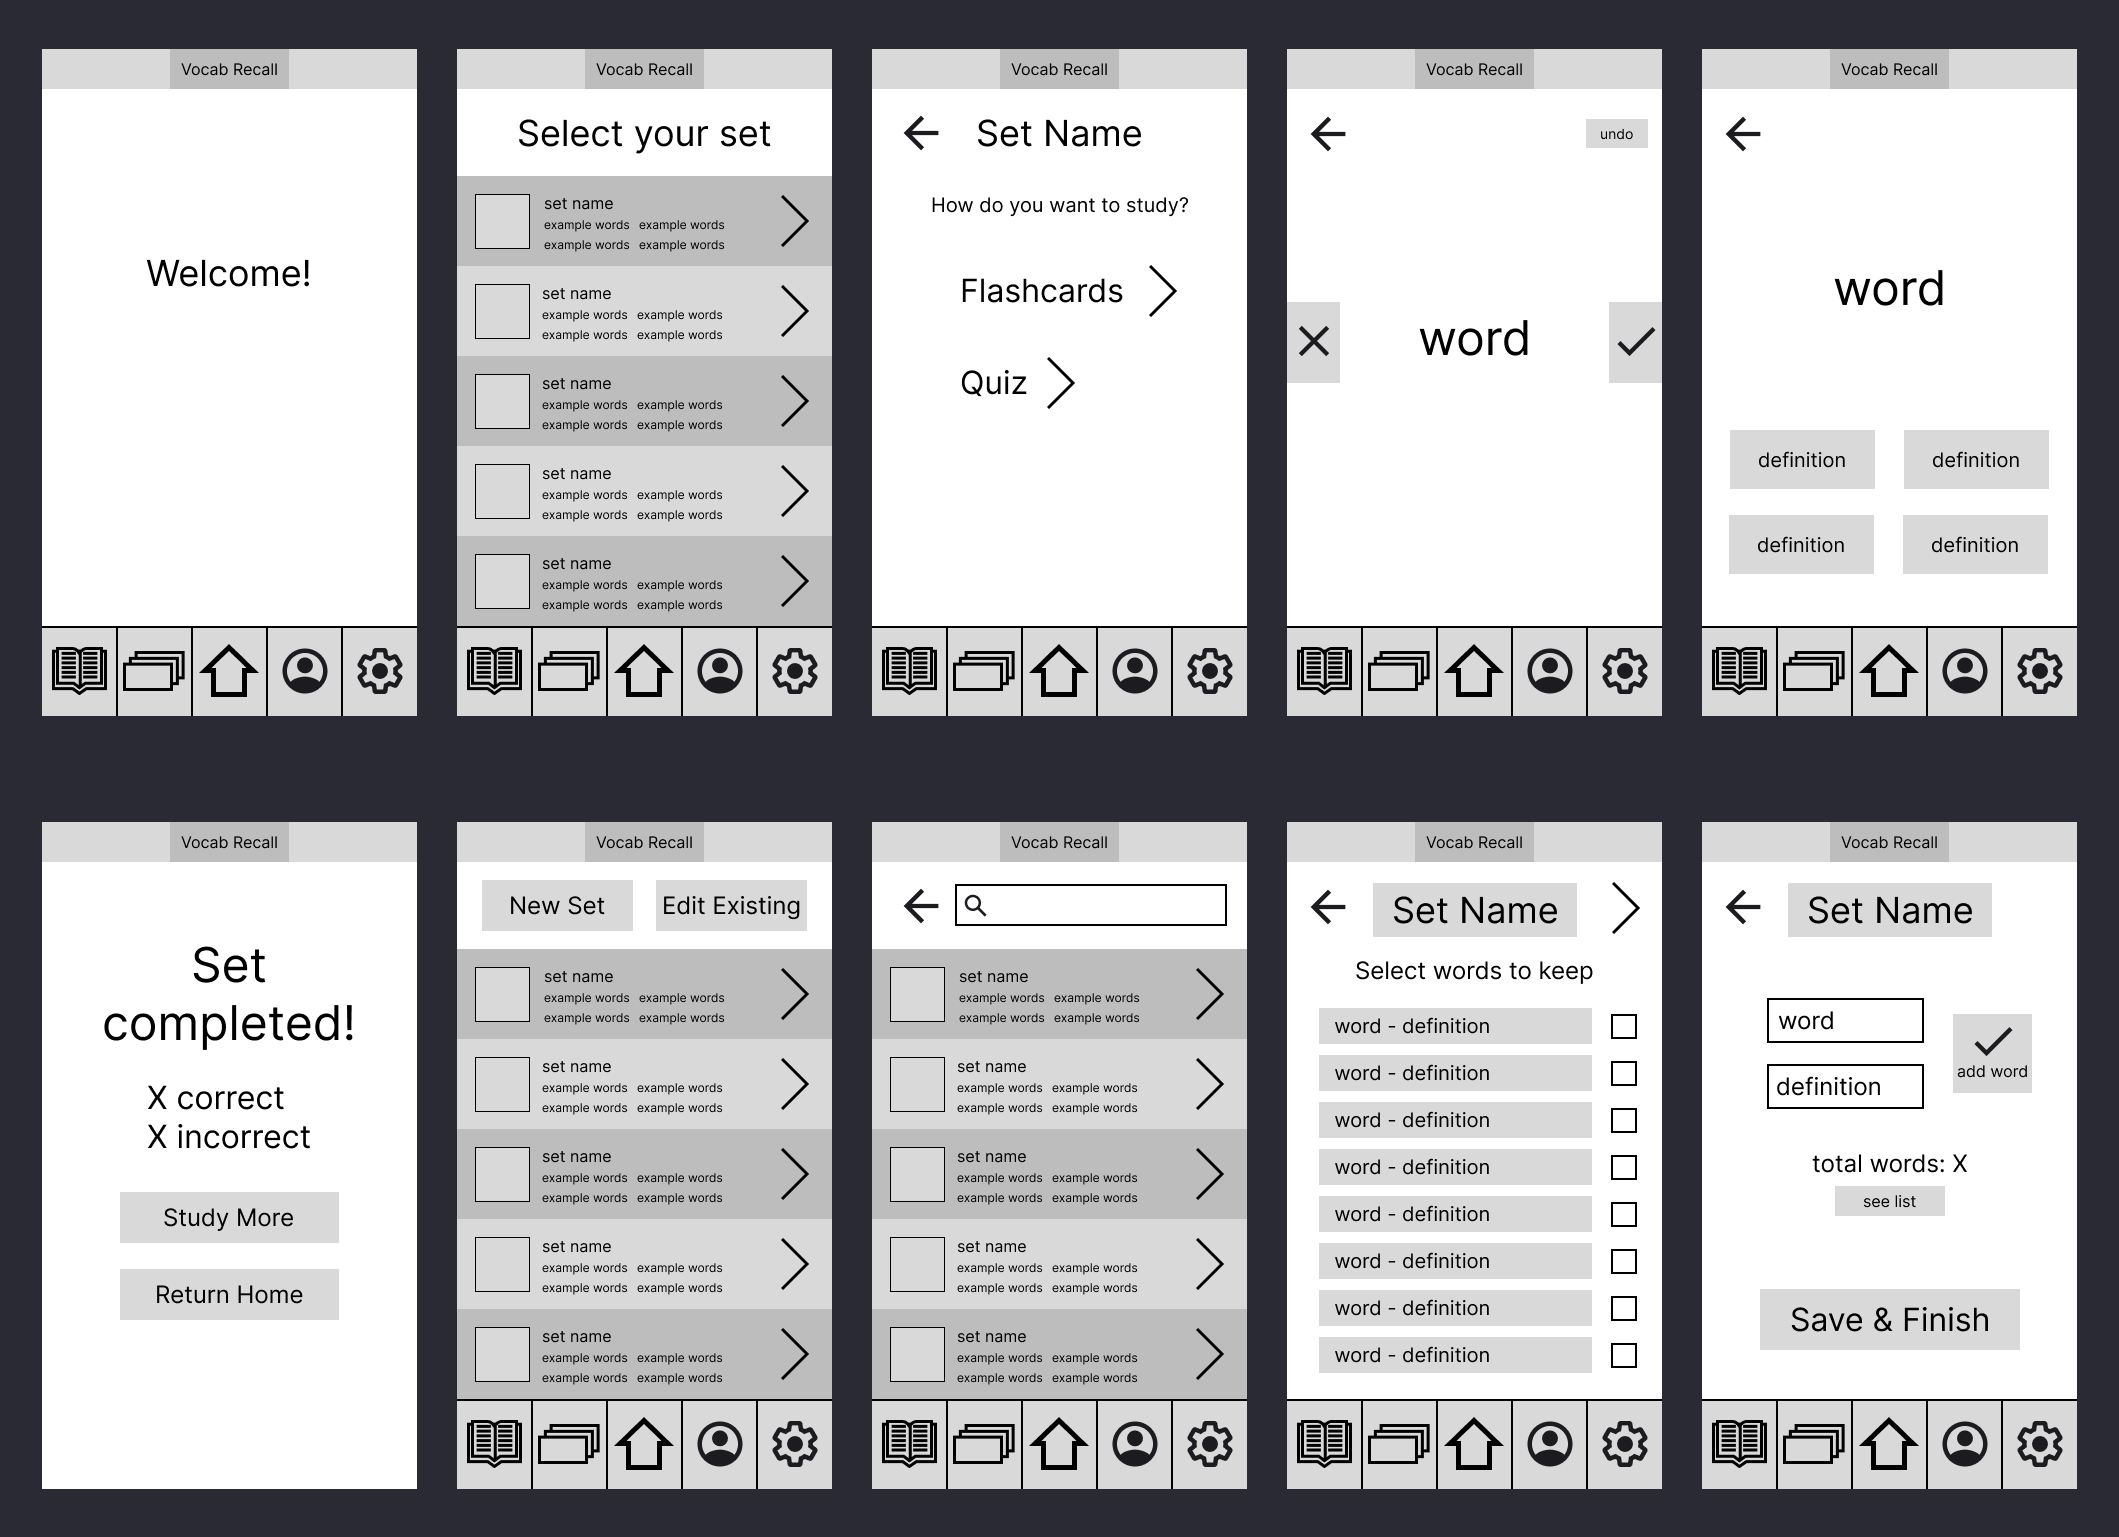 Vocab Recall
Welcome!
Vocab Recall
Select your set
set name
example words example words
example words example words
set name
example words example words
example words example words
set name
example words example words
example words example words
set name
example words example words
example words example words
set name
example words example words
example words example words
Vocab Recall
Set Name
How do you want to study?
Flashcards
Quiz
Vocab Recall
undo
word
Vocab Recall
word
definition definition
definition definition
Vocab Recall
Set
completed!
X correct
X incorrect
Study More
Return Home
Vocab Recall
New Set Edit Existing
set name
example words example words
example words example words
set name
example words example words
example words example words
set name
example words example words
example words example words
set name
example words example words
example words example words
set name
example words example words
example words example words
Vocab Recall
set name
example words example words
example words example words
set name
example words example words
example words example words
set name
example words example words
example words example words
set name
example words example words
example words example words
set name
example words example words
example words example words
Vocab Recall
Set Name
Select words to keep
word - definition
word - definition
word - definition
word - definition
word - definition
word - definition
word - definition
word - definition
Vocab Recall
Set Name
word
add word
definition
total words: X
see list
Save & Finish